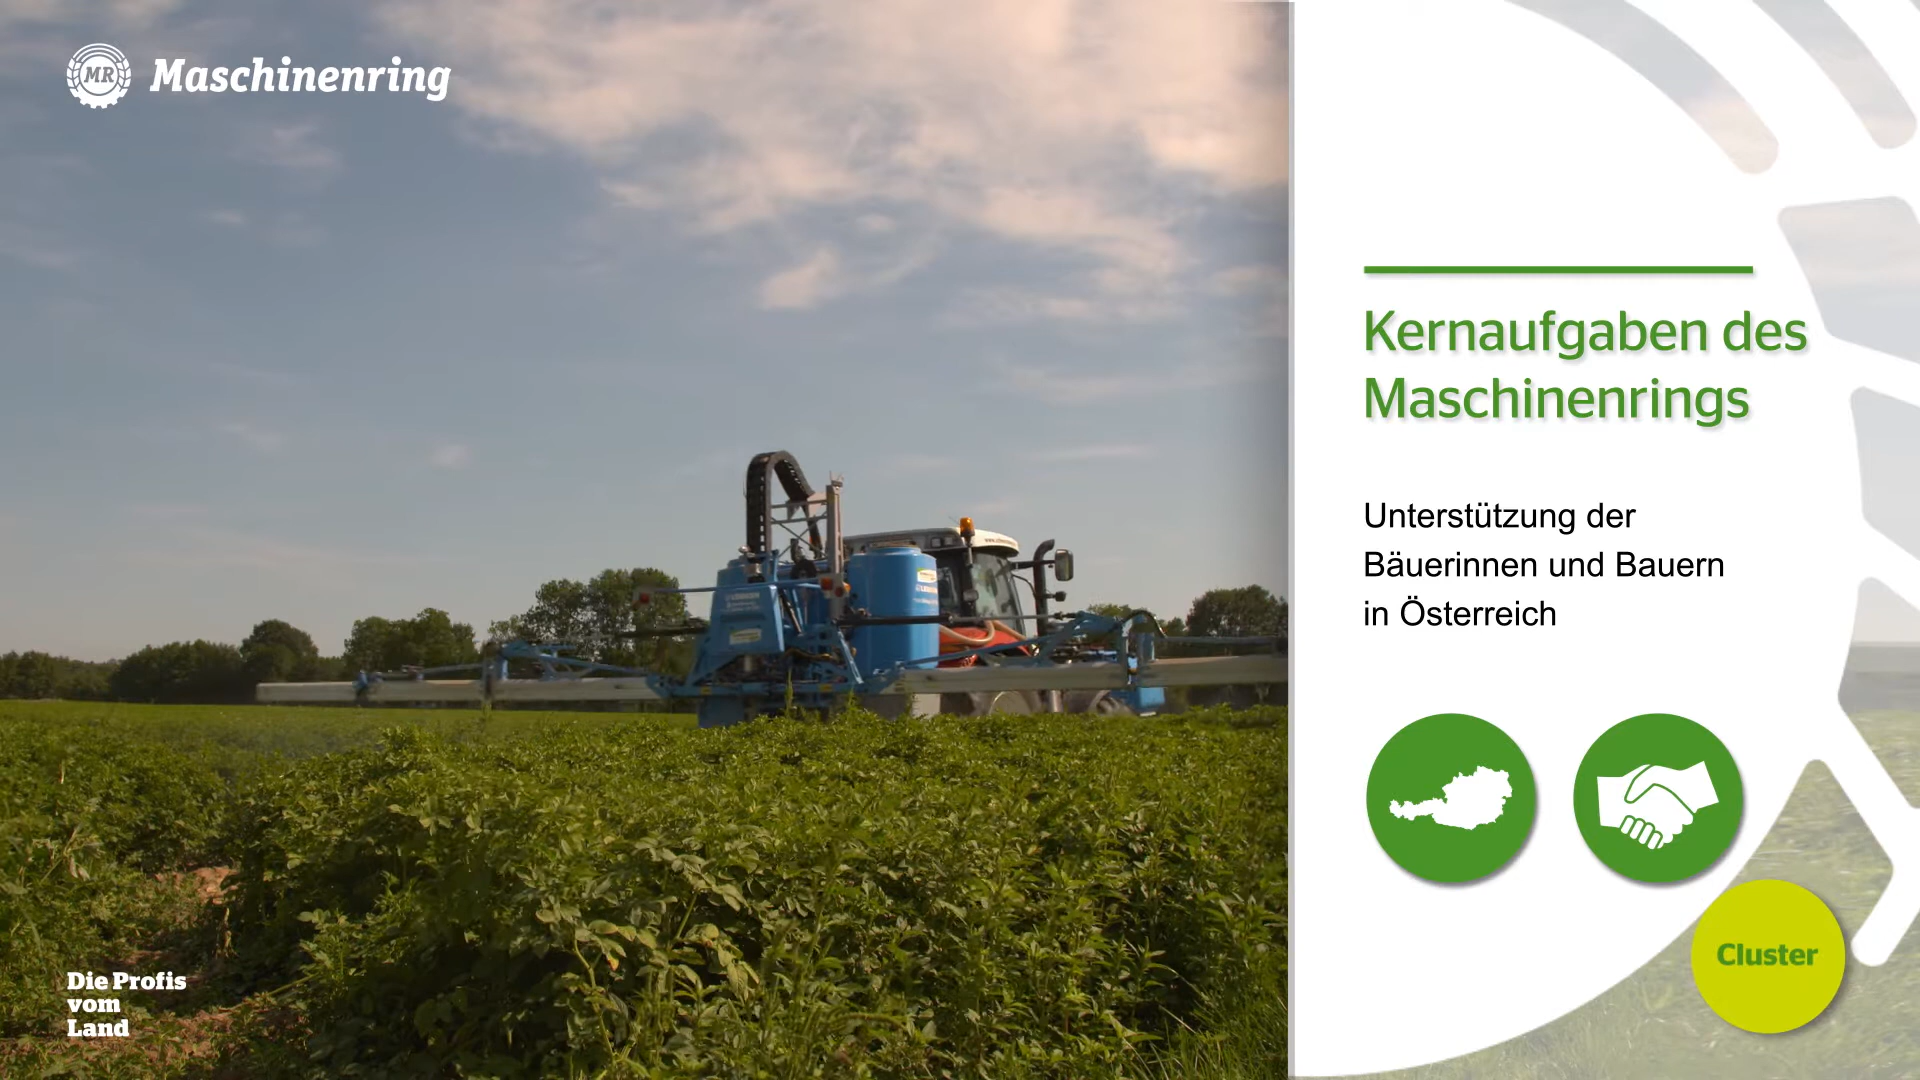 MR Maschinenring
Kernaufgaben des
Maschinenrings
Unterstützung der
Bäuerinnen und Bauern
in Österreich
Cluster
Die Profis
vom
Land